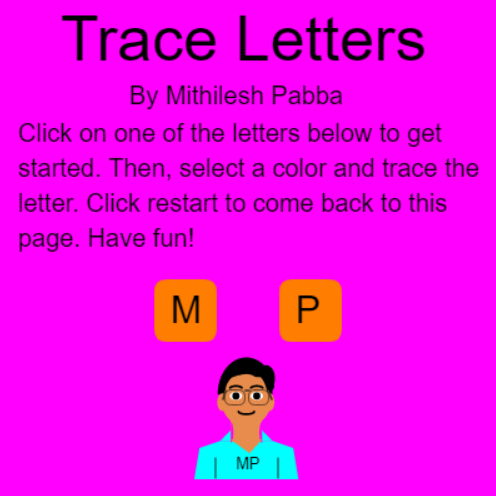 Trace Letters
By Mithilesh Pabba
Click on one of the letters below to get
started. Then, select a color and trace the
letter. Click restart to come back to this
page. Have fun!
M P
MP